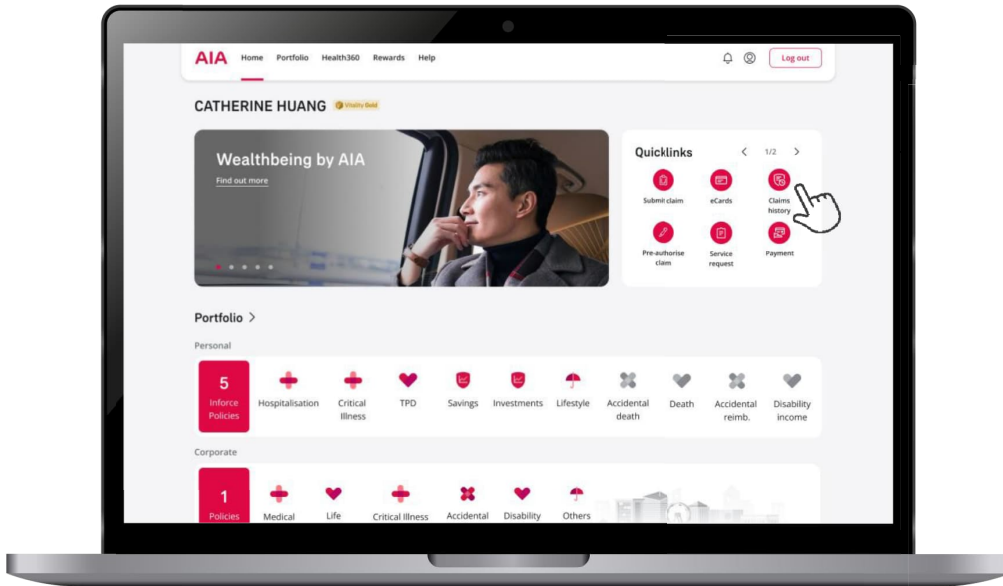 AIA Home Portfolio Health360 Rewards Help Log out
CATHERINE HUANG Vitality Gold
Wealthbeing by AIA
Find out more
Quicklinks 1/2
Submit claim eCards Claims
history
Pre-authorise Service Payment
claim request
Portfolio
Personal
5
Inforce Hospitalisation Critical TPD Savings Investments Lifestyle Accidental Death Accidental Disability
Policies Illness death reimb. income
Corporate
1
Policies Medical Life Critical Illness Accidental Disability Others